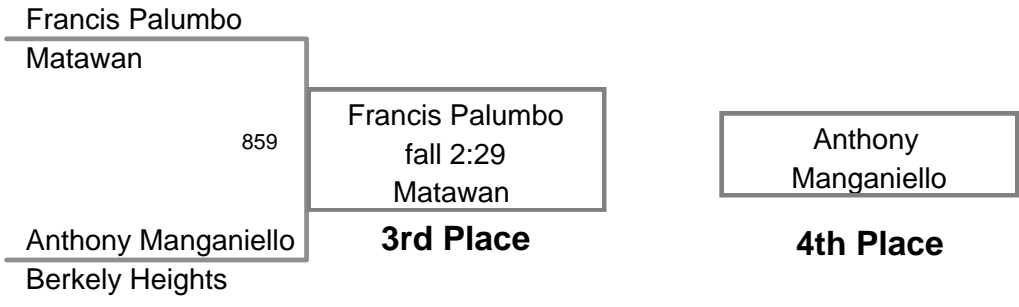 Francis Palumbo
Matawan
859
Francis Palumbo
fall 2:29
Matawan
3rd Place
Anthony Manganiello
Berkely Heights
Anthony
Manganiello
4th Place